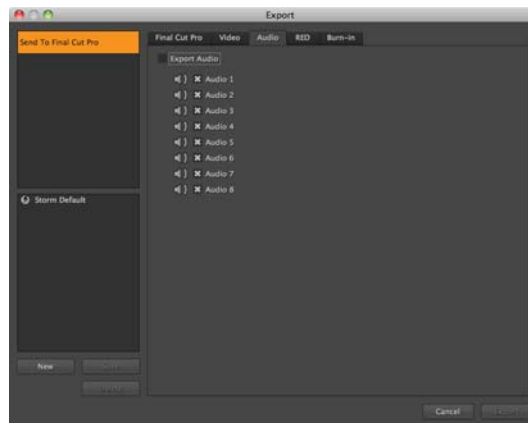 Export
Send To Final Cut Pro
Final Cut Pro Video Audio RED Burn-in
Export Audio
Audio 1
Audio 2
Audio 3
Audio 4
Audio 5
Audio 6
Audio 7
Audio 8
Storm Default
New
Cancel